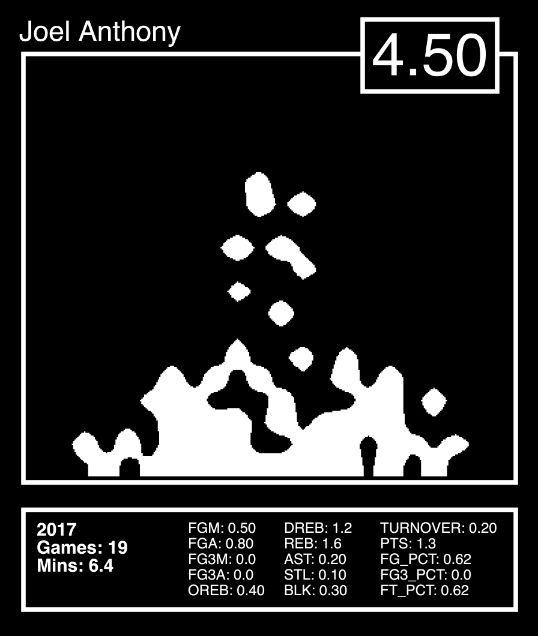 Joel Anthony
4.50
2017
Games: 19
Mins: 6.4
FGM: 0.50
FGA: 0.80
FG3M: 0.0
FG3A: 0.0
OREB: 0.40
DREB: 1.2
REB: 1.6
AST: 0.20
STL: 0.10
BLK: 0.30
TURNOVER: 0.20
PTS: 1.3
FG_PCT: 0.62
FG3_PCT: 0.0
FT_PCT: 0.62